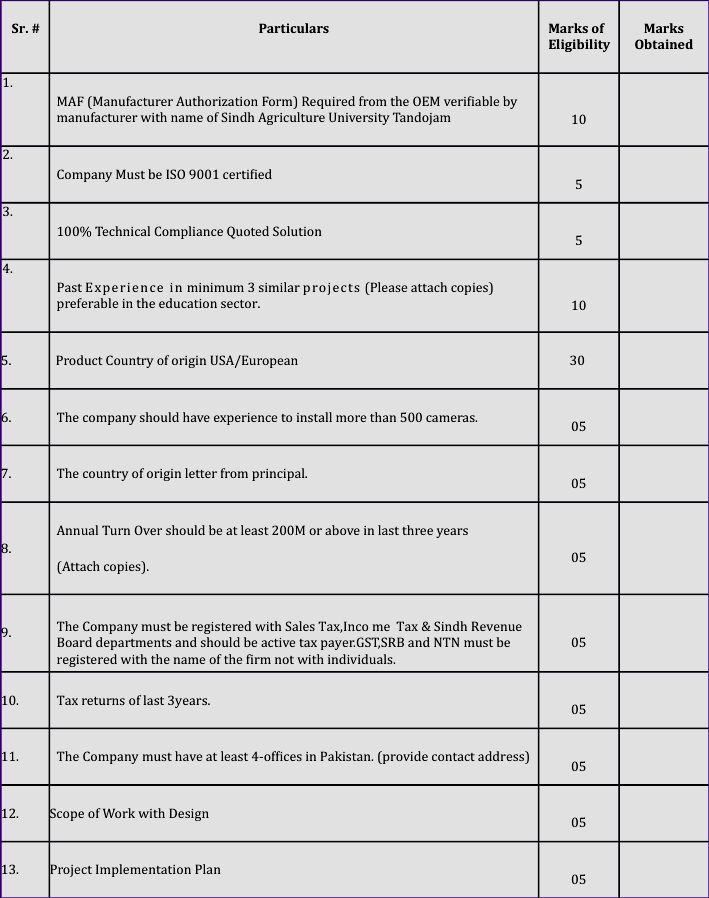 Sr. # Particulars Marks of Eligibility Marks Obtained
1.
MAF (Manufacturer Authorization Form) Required from the OEM verifiable by
manufacturer with name of Sindh Agriculture University Tandojam
10
2.
Company Must be ISO 9001 certified
5
3.
100% Technical Compliance Quoted Solution
5
4.
Past Experience in minimum 3 similar projects (Please attach copies)
preferable in the education sector.
10
5. Product Country of origin USA/European 30
6. The company should have experience to install more than 500 cameras.
05
7. The country of origin letter from principal.
05
8.
Annual Turn Over should be at least 200M or above in last three years
(Attach copies).
05
9.
The Company must be registered with Sales Tax,Inco me Tax & Sindh Revenue
Board departments and should be active tax payer.GST,SRB and NTN must be
registered with the name of the firm not with individuals.
05
10. Tax returns of last 3years.
05
11. The Company must have at least 4-offices in Pakistan. (provide contact address)
05
12. Scope of Work with Design
05
13. Project Implementation Plan
05